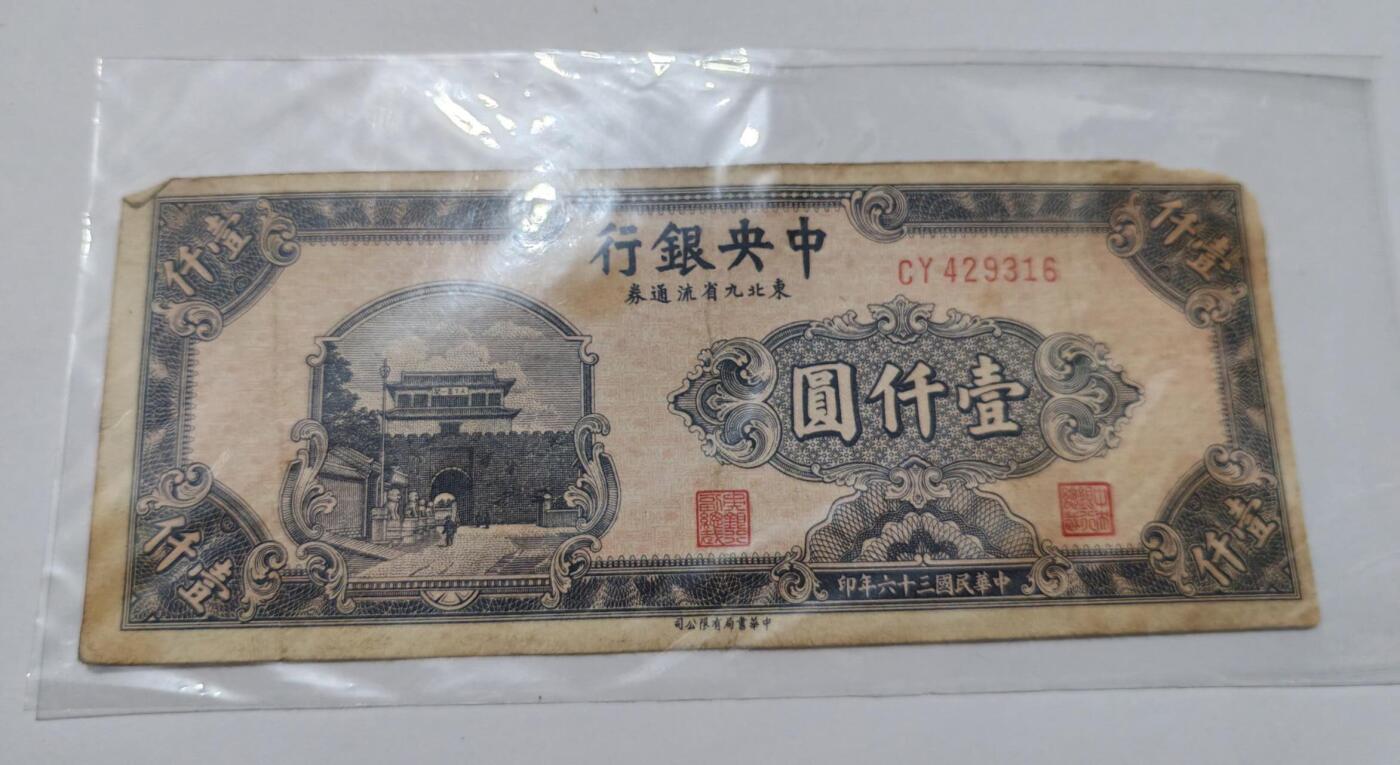 壹仟
壹仟
中央銀行
東北九省流通券
CY 429316
壹仟圓
壹仟
壹仟
中華民國三十六年印
中華書局有限公司